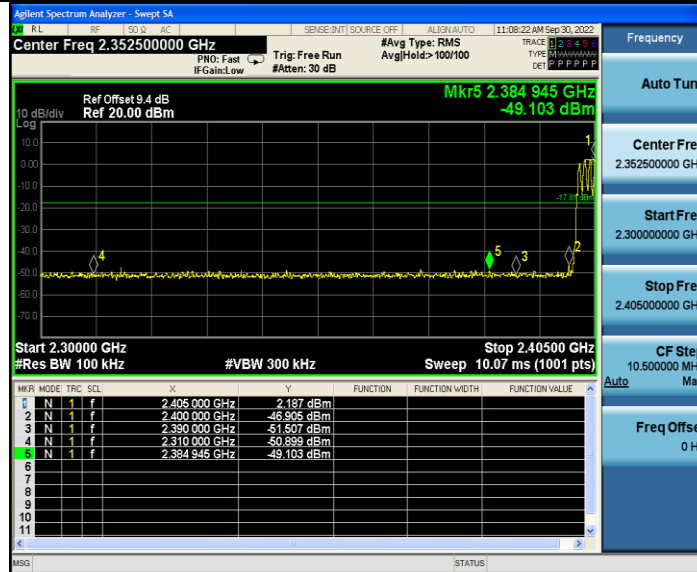 Agilent Spectrum Analyzer - Swept SA
RL RF 50 Ω AC SENSE:INT SOURCE OFF ALIGNAUTO 11:08:22 AM Sep 30, 2022
Center Freq 2.352500000 GHz
PNO: Fast
IFGain:Low
Trig: Free Run
#Atten: 30 dB
#Avg Type: RMS
Avg|Hold:>100/100
TRACE 1 2 3 4 5 6
TYPE M
DET P P P P P P
Ref Offset 9.4 dB
10 dB/div Ref 20.00 dBm
Log
Mkr5 2.384 945 GHz
-49.103 dBm
10.0
0.00
-10.0
-20.0
-30.0
-40.0
-50.0
-60.0
-70.0
1
2
3
4
5
Start 2.30000 GHz
Stop 2.40500 GHz
#Res BW 100 kHz #VBW 300 kHz Sweep 10.07 ms (1001 pts)
MKR MODE TRC SCL X Y FUNCTION FUNCTION WIDTH FUNCTION VALUE
1 N 1 f 2.405 000 GHz 2.187 dBm
2 N 1 f 2.400 000 GHz -46.905 dBm
3 N 1 f 2.390 000 GHz -51.507 dBm
4 N 1 f 2.310 000 GHz -50.899 dBm
5 N 1 f 2.384 945 GHz -49.103 dBm
6
7
8
9
10
11
MSG STATUS
Frequency
Auto Tun
Center Fre
2.352500000 GH
Start Fre
2.300000000 GH
Stop Fre
2.405000000 GH
CF Ste
10.500000 MH
Auto Ma
Freq Offse
0 H